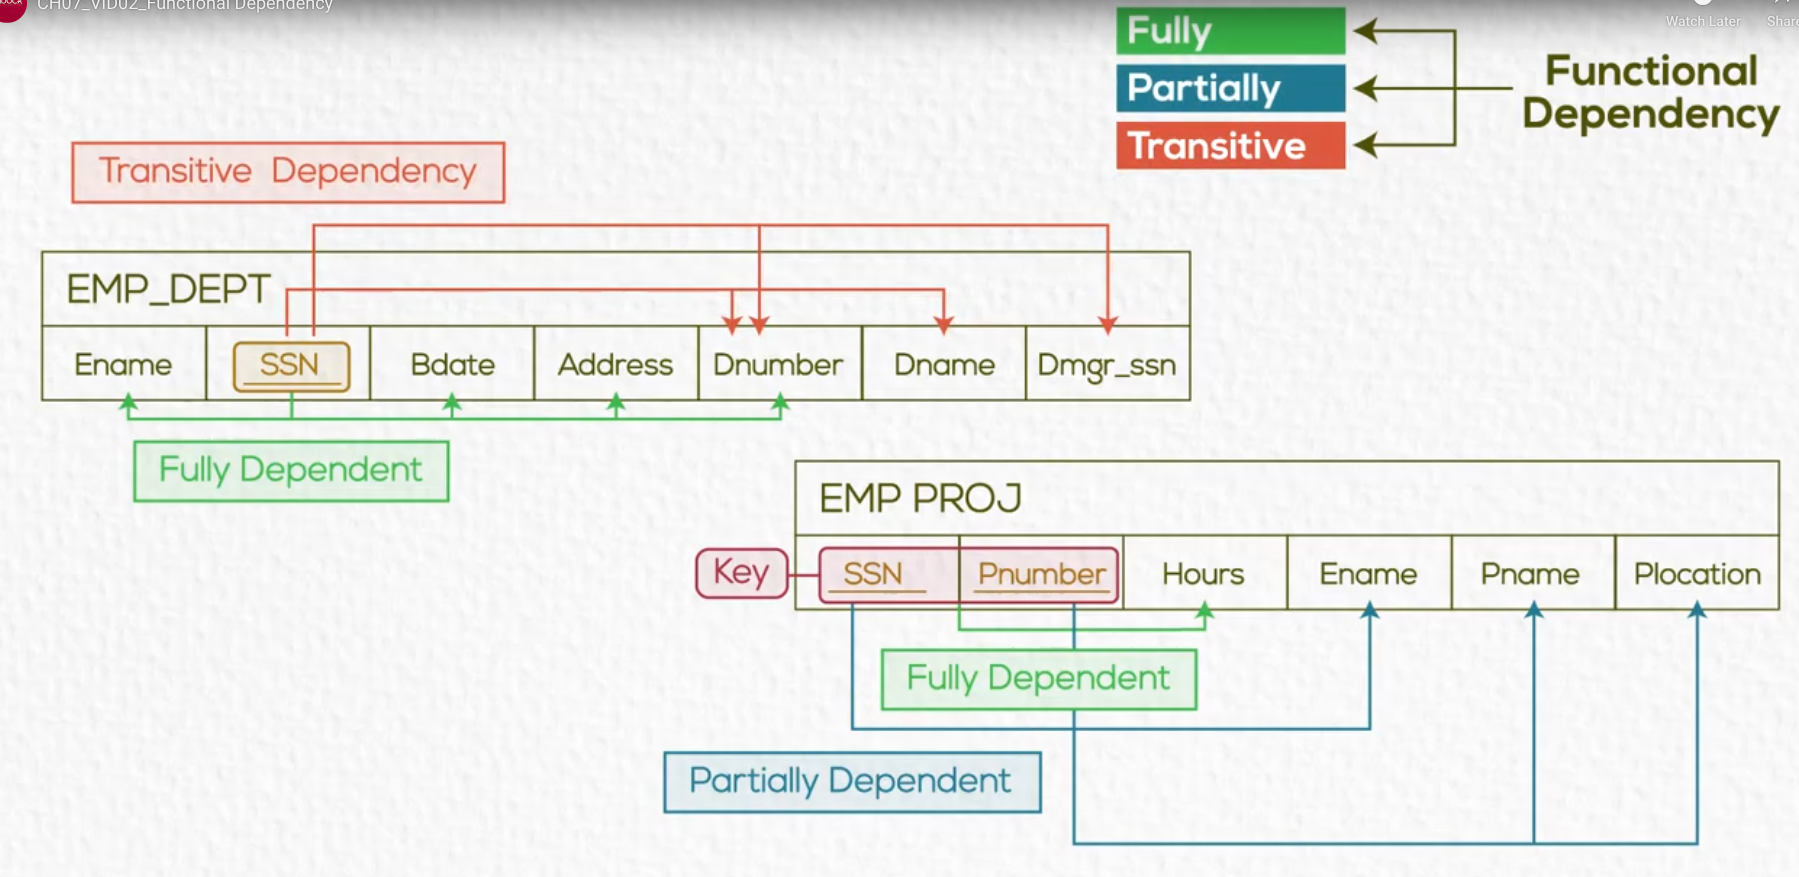 CH07_VID02_Functional Dependency
Watch Later
Share
Fully
Partially
Transitive
Functional
Dependency
Transitive Dependency
EMP_DEPT
Ename SSN Bdate Address Dnumber Dname Dmgr_ssn
Fully Dependent
EMP PROJ
Key SSN Pnumber Hours Ename Pname Plocation
Fully Dependent
Partially Dependent